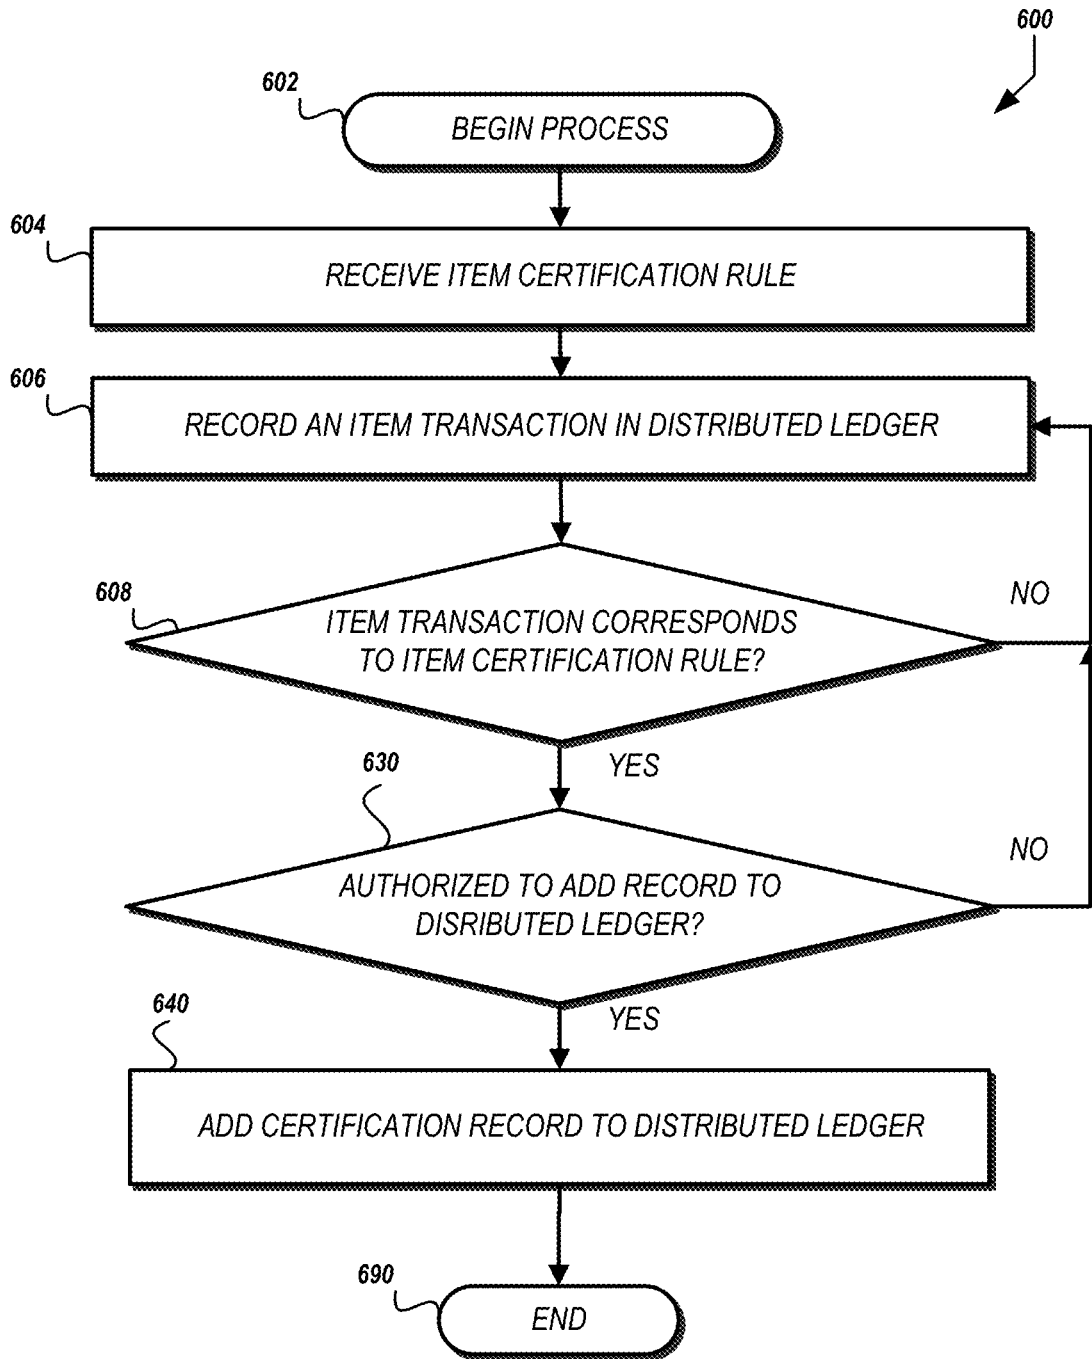 600
602
BEGIN PROCESS
604
RECEIVE ITEM CERTIFICATION RULE
606
RECORD AN ITEM TRANSACTION IN DISTRIBUTED LEDGER
608
ITEM TRANSACTION CORRESPONDS
TO ITEM CERTIFICATION RULE?
NO
YES
630
AUTHORIZED TO ADD RECORD TO
DISRIBUTED LEDGER?
NO
YES
640
ADD CERTIFICATION RECORD TO DISTRIBUTED LEDGER
690
END